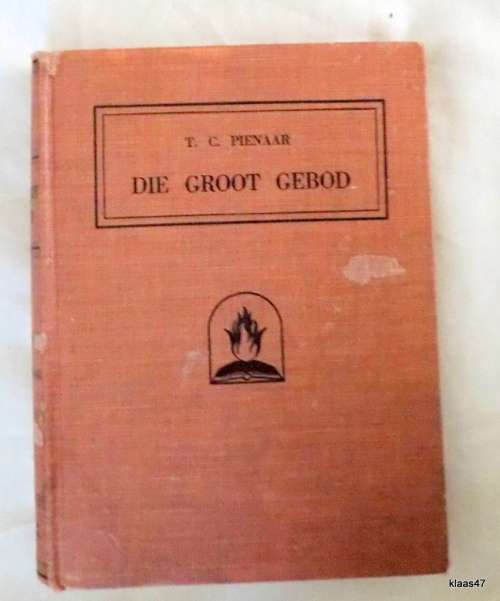 T. C. PIENAAR
DIE GROOT GEBOD
klaas47